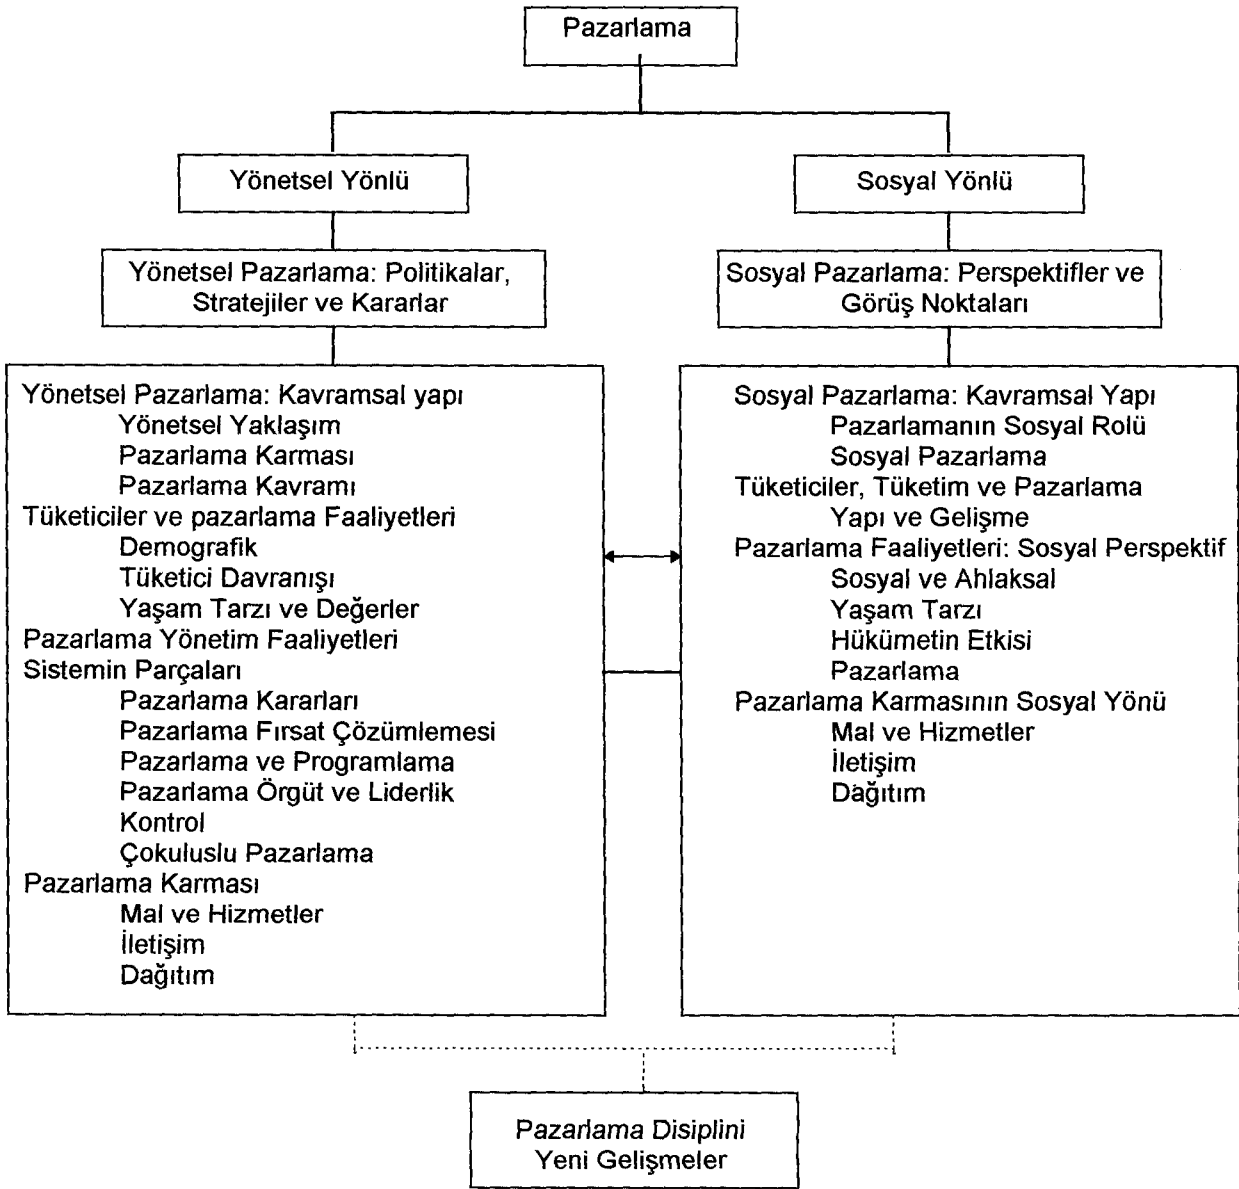 Pazarlama
Yönetsel Yönlü
Sosyal Yönlü
Yönetsel Pazarlama: Politikalar,
Stratejiler ve Kararlar
Sosyal Pazarlama: Perspektifler ve
Görüş Noktaları
Yönetsel Pazarlama: Kavramsal yapı
Yönetsel Yaklaşım
Pazarlama Karması
Pazarlama Kavramı
Tüketiciler ve pazarlama Faaliyetleri
Demografik
Tüketici Davranışı
Yaşam Tarzı ve Değerler
Pazarlama Yönetim Faaliyetleri
Sistemin Parçaları
Pazarlama Kararları
Pazarlama Fırsat Çözümlemesi
Pazarlama ve Programlama
Pazarlama Örgüt ve Liderlik
Kontrol
Çokuluslu Pazarlama
Pazarlama Karması
Mal ve Hizmetler
İletişim
Dağıtım
Sosyal Pazarlama: Kavramsal Yapı
Pazarlamanın Sosyal Rolü
Sosyal Pazarlama
Tüketiciler, Tüketim ve Pazarlama
Yapı ve Gelişme
Pazarlama Faaliyetleri: Sosyal Perspektif
Sosyal ve Ahlaksal
Yaşam Tarzı
Hükümetin Etkisi
Pazarlama
Pazarlama Karmasının Sosyal Yönü
Mal ve Hizmetler
İletişim
Dağıtım
Pazarlama Disiplini
Yeni Gelişmeler